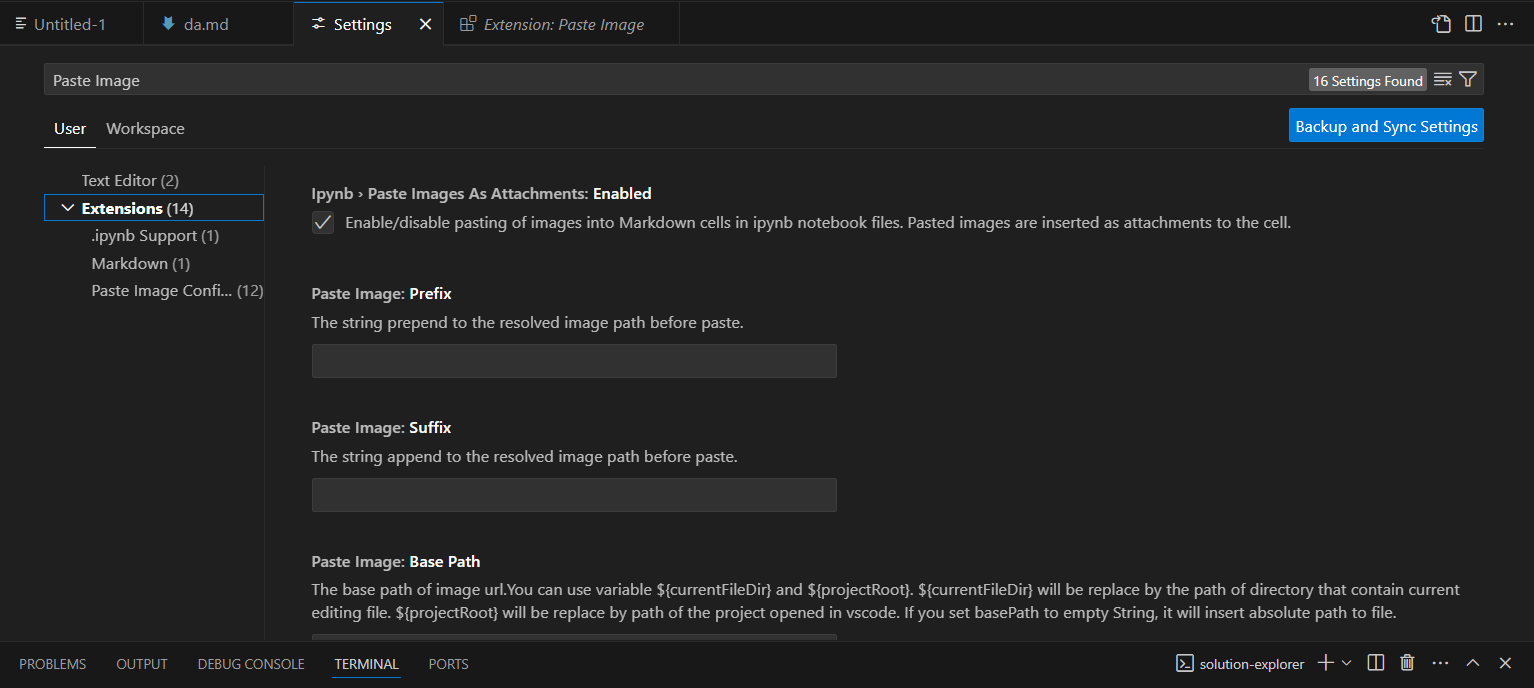 Untitled-1
da.md
Settings
Extension: Paste Image
Paste Image
16 Settings Found
User
Workspace
Backup and Sync Settings
Text Editor (2)
Extensions (14)
.ipynb Support (1)
Markdown (1)
Paste Image Confi... (12)
Ipynb › Paste Images As Attachments: Enabled
Enable/disable pasting of images into Markdown cells in ipynb notebook files. Pasted images are inserted as attachments to the cell.
Paste Image: Prefix
The string prepend to the resolved image path before paste.
Paste Image: Suffix
The string append to the resolved image path before paste.
Paste Image: Base Path
The base path of image url.You can use variable ${currentFileDir} and ${projectRoot}. ${currentFileDir} will be replace by the path of directory that contain current
editing file. ${projectRoot} will be replace by path of the project opened in vscode. If you set basePath to empty String, it will insert absolute path to file.
PROBLEMS
OUTPUT
DEBUG CONSOLE
TERMINAL
PORTS
solution-explorer